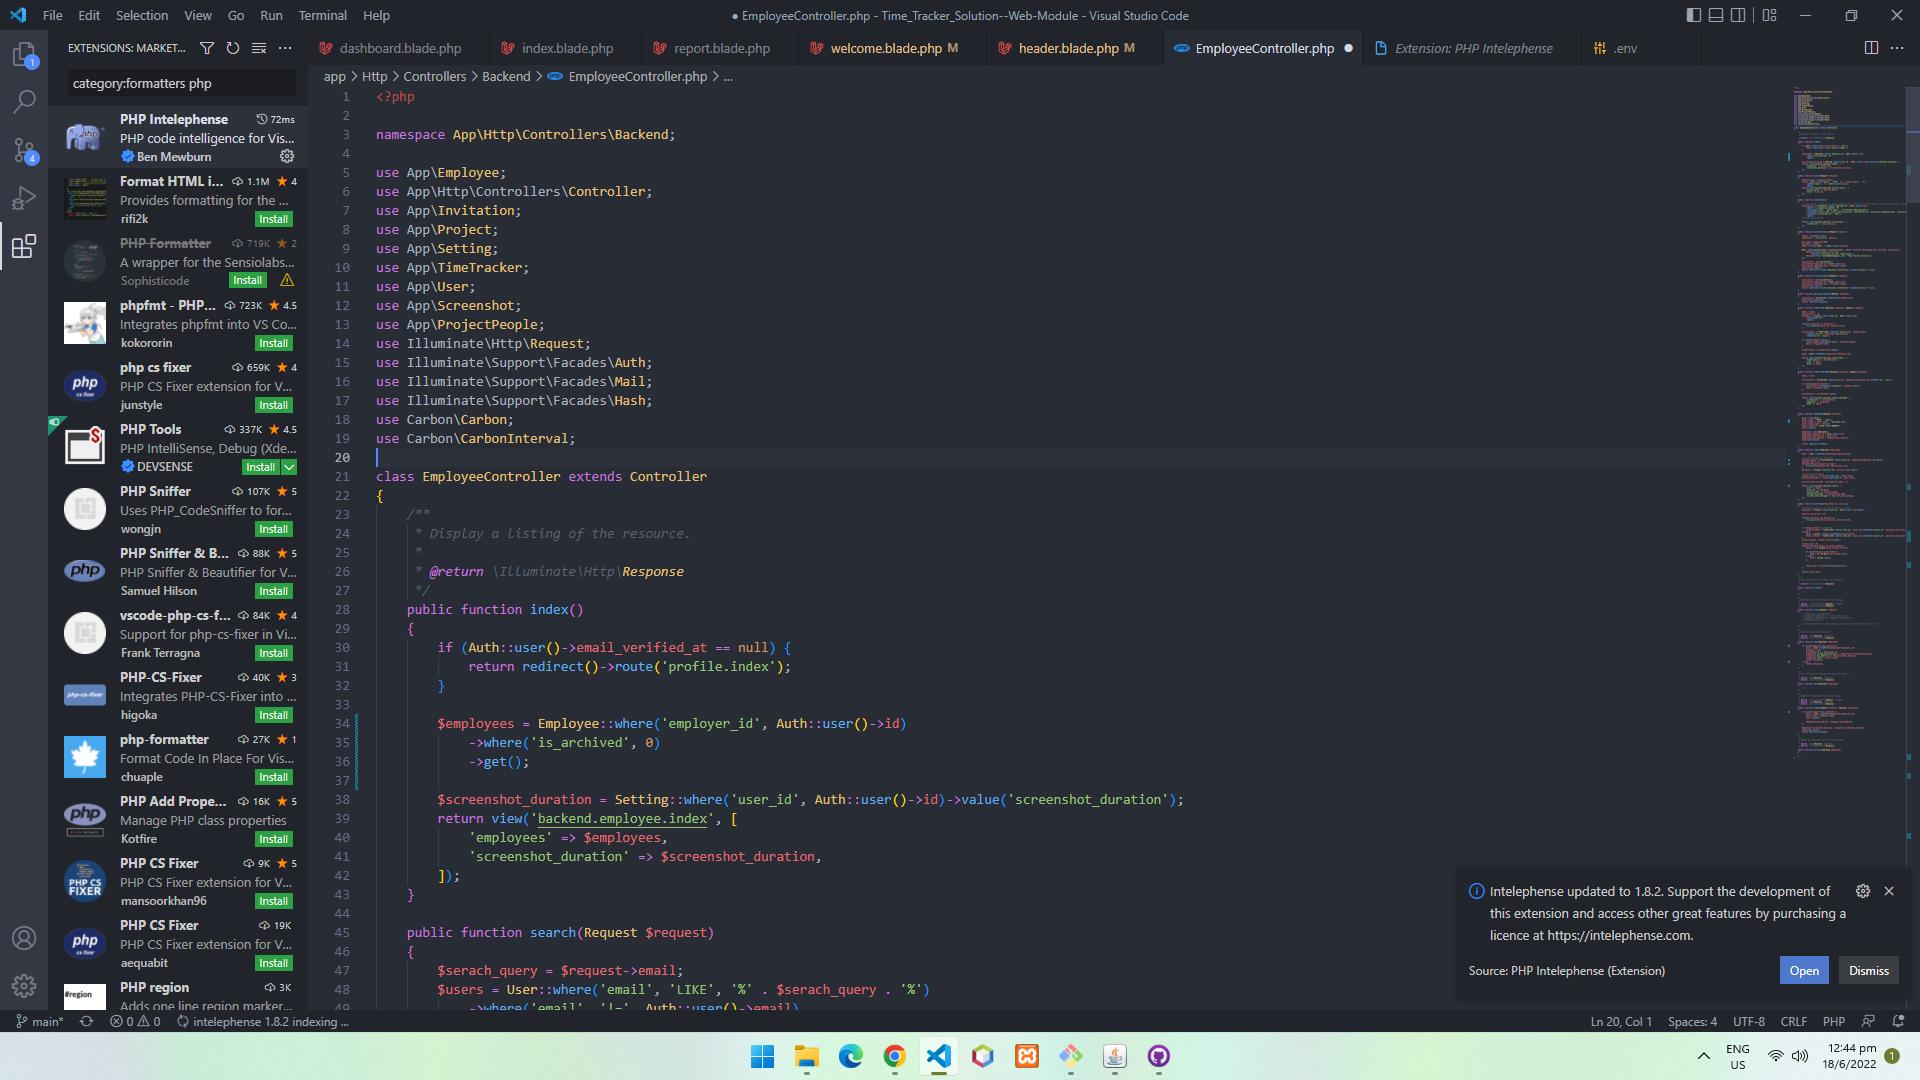 File Edit Selection View Go Run Terminal Help
● EmployeeController.php - Time_Tracker_Solution--Web-Module - Visual Studio Code
EXTENSIONS: MARKET...
dashboard.blade.php index.blade.php report.blade.php welcome.blade.php M header.blade.php M EmployeeController.php Extension: PHP Intelephense .env
1
4
category:formatters php
PHP Intelephense 72ms
PHP code intelligence for Vis...
Ben Mewburn
Format HTML i... 1.1M 4
Provides formatting for the ...
rifi2k Install
PHP Formatter 719K 2
A wrapper for the Sensiolabs...
Sophisticode Install
phpfmt - PHP... 723K 4.5
Integrates phpfmt into VS Co...
kokororin Install
php cs fixer 659K 4
PHP CS Fixer extension for V...
junstyle Install
PHP Tools 337K 4.5
PHP IntelliSense, Debug (Xde...
DEVSENSE Install
PHP Sniffer 107K 5
Uses PHP_CodeSniffer to for...
wongjn Install
PHP Sniffer & B... 88K 5
PHP Sniffer & Beautifier for V...
Samuel Hilson Install
vscode-php-cs-f... 84K 4
Support for php-cs-fixer in Vi...
Frank Terragna Install
PHP-CS-Fixer 40K 3
Integrates PHP-CS-Fixer into ...
higoka Install
php-formatter 27K 1
Format Code In Place For Vis...
chuaple Install
PHP Add Prope... 16K 5
Manage PHP class properties
Kotfire Install
PHP CS Fixer 9K 5
PHP CS Fixer extension for V...
mansoorkhan96 Install
PHP CS Fixer 19K
PHP CS Fixer extension for V...
aequabit Install
PHP region 3K
Adds one line region marker...
app > Http > Controllers > Backend > EmployeeController.php > ...
1 <?php
2
3 namespace App\Http\Controllers\Backend;
4
5 use App\Employee;
6 use App\Http\Controllers\Controller;
7 use App\Invitation;
8 use App\Project;
9 use App\Setting;
10 use App\TimeTracker;
11 use App\User;
12 use App\Screenshot;
13 use App\ProjectPeople;
14 use Illuminate\Http\Request;
15 use Illuminate\Support\Facades\Auth;
16 use Illuminate\Support\Facades\Mail;
17 use Illuminate\Support\Facades\Hash;
18 use Carbon\Carbon;
19 use Carbon\CarbonInterval;
20
21 class EmployeeController extends Controller
22 {
23 /**
24 * Display a listing of the resource.
25 *
26 * @return \Illuminate\Http\Response
27 */
28 public function index()
29 {
30 if (Auth::user()->email_verified_at == null) {
31 return redirect()->route('profile.index');
32 }
33
34 $employees = Employee::where('employer_id', Auth::user()->id)
35 ->where('is_archived', 0)
36 ->get();
37
38 $screenshot_duration = Setting::where('user_id', Auth::user()->id)->value('screenshot_duration');
39 return view('backend.employee.index', [
40 'employees' => $employees,
41 'screenshot_duration' => $screenshot_duration,
42 ]);
43 }
44
45 public function search(Request $request)
46 {
47 $serach_query = $request->email;
48 $users = User::where('email', 'LIKE', '%' . $serach_query . '%')
49 ->where('email', '!=', Auth::user()->email)
Intelephense updated to 1.8.2. Support the development of
this extension and access other great features by purchasing a
licence at https://intelephense.com.
Source: PHP Intelephense (Extension) Open Dismiss
main* 0 0 intelephense 1.8.2 indexing ... Ln 20, Col 1 Spaces: 4 UTF-8 CRLF PHP
ENG
US
12:44 pm
18/6/2022
1